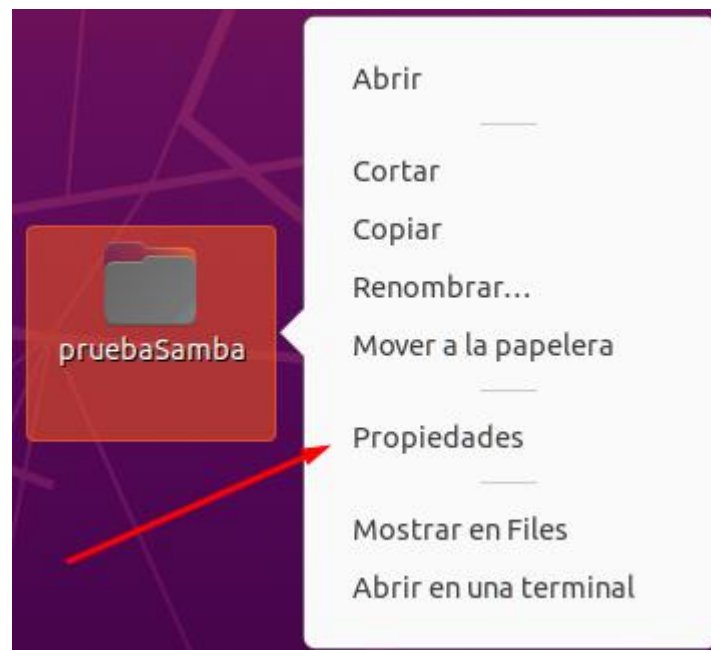 pruebaSamba
Abrir
Cortar
Copiar
Renombrar...
Mover a la papelera
Propiedades
Mostrar en Files
Abrir en una terminal